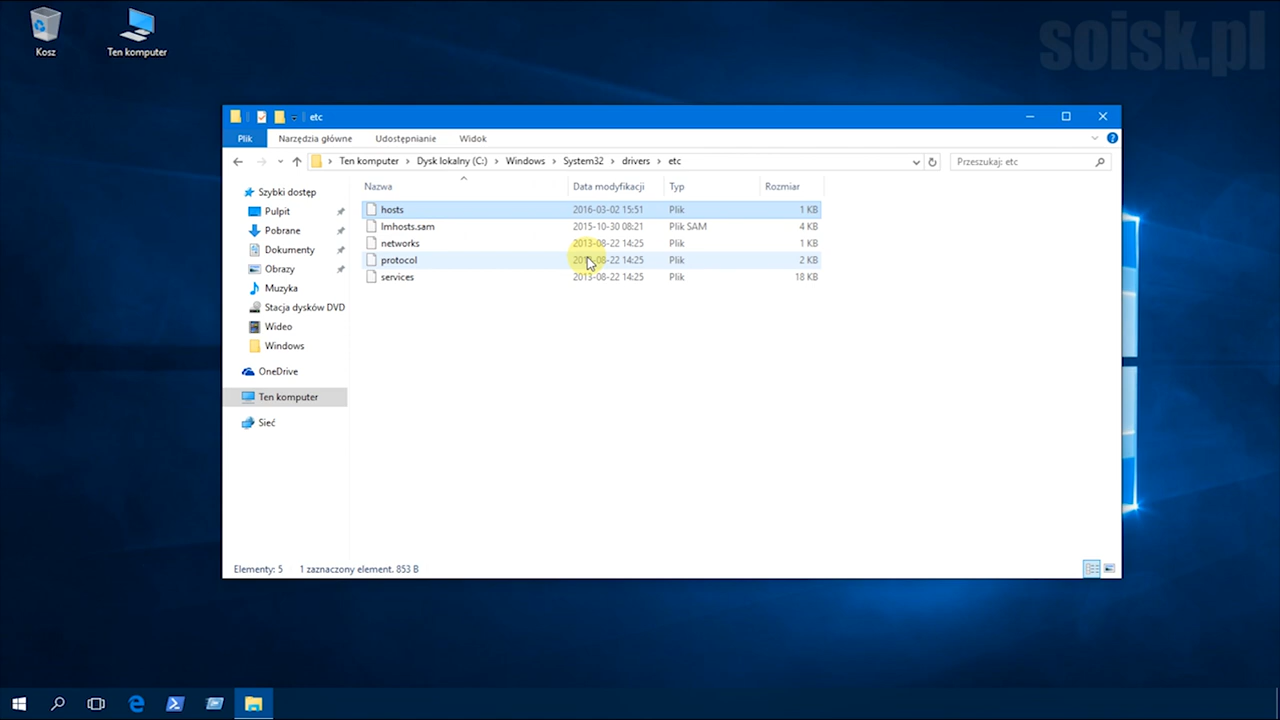 soisk.pl
Kosz
Ten komputer
etc
Plik Narzędzia główne Udostępnianie Widok
Ten komputer Dysk lokalny (C:) Windows System32 drivers etc
Przeszukaj: etc
Nazwa Data modyfikacji Typ Rozmiar
hosts 2016-03-02 15:51 Plik 1 KB
lmhosts.sam 2015-10-30 08:21 Plik SAM 4 KB
networks 2013-08-22 14:25 Plik 1 KB
protocol 2013-08-22 14:25 Plik 2 KB
services 2013-08-22 14:25 Plik 18 KB
Szybki dostęp
Pulpit
Pobrane
Dokumenty
Obrazy
Muzyka
Stacja dysków DVD
Wideo
Windows
OneDrive
Ten komputer
Sieć
Elementy: 5 1 zaznaczony element. 853 B